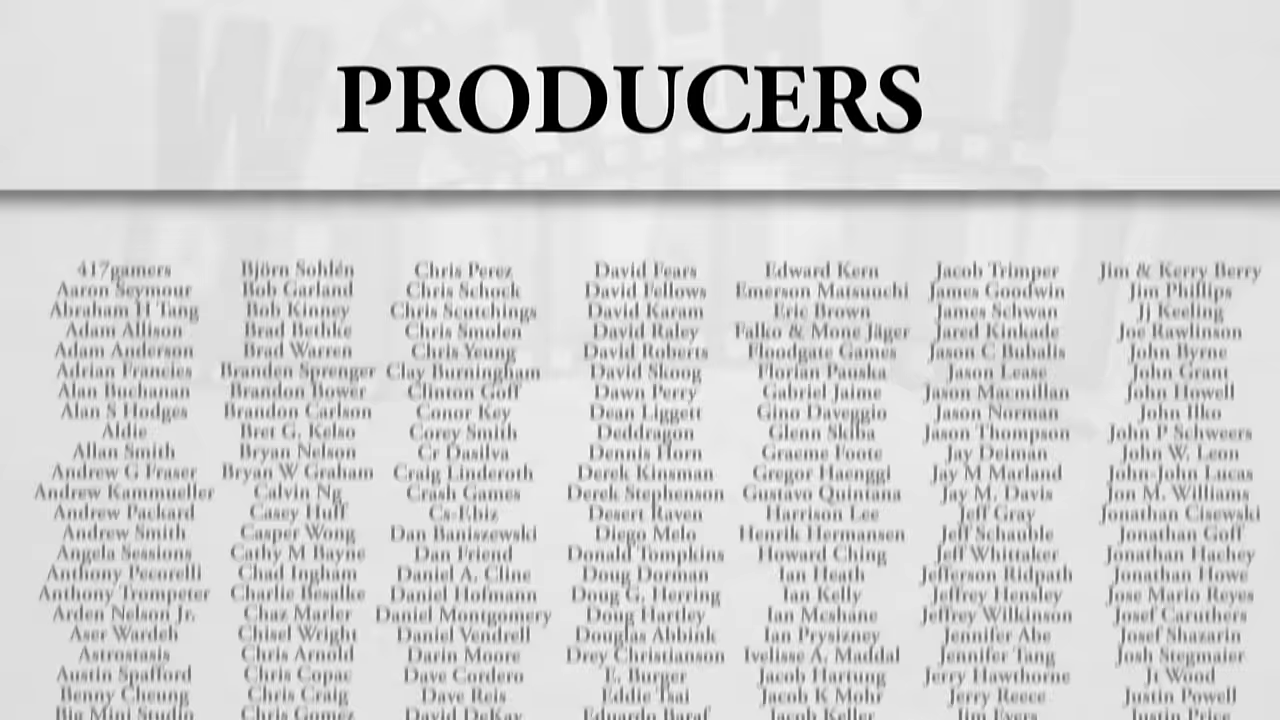 PRODUCERS
417gamers Björn Sohlén Chris Perez David Fears Edward Kern Jacob Trimper Jim & Kerry Berry
Aaron Seymour Bob Garland Chris Schock David Fellows Emerson Matsuuchi James Goodwin Jim Phillips
Abraham H Tang Bob Kinney Chris Scutchings David Karam Eric Brown James Schwan Jj Keeling
Adam Allison Brad Bethke Chris Smolen David Raley Falko & Mone Jäger Jared Kinkade Joe Rawlinson
Adam Anderson Brad Warren Chris Yeung David Roberts Floodgate Games Jason C Buballs John Byrne
Adrian Francies Branden Sprenger Clay Burningham David Skoog Florian Pauska Jason Lease John Grant
Alan Buchanan Brandon Bower Clinton Goff Dawn Perry Gabriel Jaime Jason Macmillan John Howell
Alan S Hodges Brandon Carlson Conor Key Dean Liggett Gino Daveggio Jason Norman John Ilko
Aldie Bret G. Kelso Corey Smith Deddragon Glenn Skiba Jason Thompson John P Schweers
Allan Smith Bryan Nelson Cr Dasilva Dennis Horn Graeme Foote Jay Deiman John W. Leon
Andrew G Fraser Bryan W Graham Craig Linderoth Derek Kinsman Gregor Haenggi Jay M Marland John-John Lucas
Andrew Kammueller Calvin Ng Crash Games Derek Stephenson Gustavo Quintana Jay M. Davis Jon M. Williams
Andrew Packard Casey Huff Cs-F.biz Desert Raven Harrison Lee Jeff Gray Jonathan Cisewski
Andrew Smith Casper Wong Dan Baniszewski Diego Melo Henrik Hermansen Jeff Schauble Jonathan Goff
Angela Sessions Cathy M Bayne Dan Friend Donald Tompkins Howard Ching Jeff Whittaker Jonathan Hachey
Anthony Pecorelli Chad Ingham Daniel A. Cline Doug Dorman Ian Heath Jefferson Ridpath Jonathan Howe
Anthony Trompeter Charlie Besalke Daniel Hofmann Doug G. Herring Ian Kelly Jeffrey Hensley Jose Mario Reyes
Arden Nelson Jr. Chaz Marler Daniel Montgomery Doug Hartley Ian Mcshane Jeffrey Wilkinson Josef Caruthers
Aser Wardeh Chisel Wright Daniel Vendrell Douglas Abbink Ian Prysizney Jennifer Abe Josef Shazarin
Astrostasis Chris Arnold Darin Moore Drey Christianson Ivelisse A. Maddal Jennifer Tang Josh Stegmaier
Austin Spafford Chris Copac Dave Cordero E. Burger Jacob Hartung Jerry Hawthorne Jt Wood
Benny Cheung Chris Craig Dave Reis Eddie Tsai Jacob K Mohr Jerry Reece Justin Powell
Big Mini Studio Chris Gomez David DeKay Eduardo Baraf Jacob Keller Jim Evers Justin